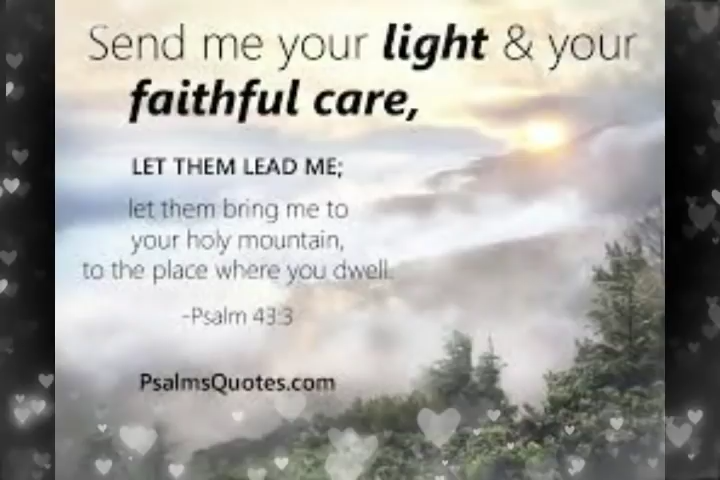 Send me your light & your
faithful care,
LET THEM LEAD ME;
let them bring me to
your holy mountain,
to the place where you dwell.
-Psalm 43:3
PsalmsQuotes.com